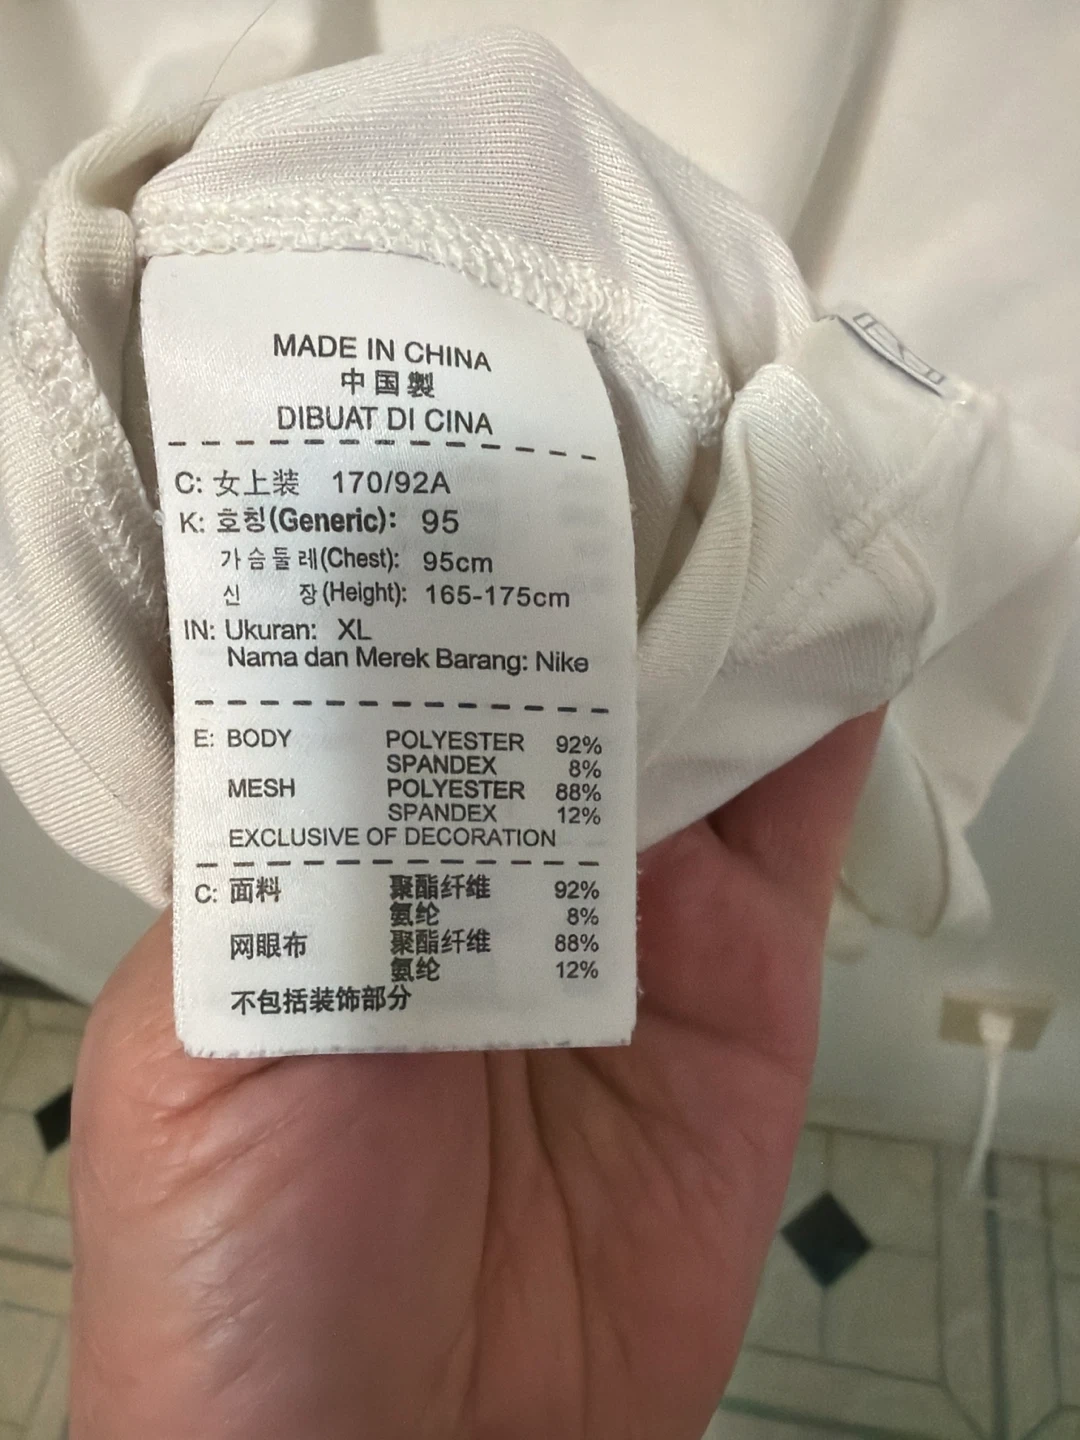 MADE IN CHINA
中国製
DIBUAT DI CINA
C: 女上装 170/92A
K: 호칭(Generic): 95
가슴둘레(Chest): 95cm
신 장(Height): 165-175cm
IN: Ukuran: XL
Nama dan Merek Barang: Nike
E: BODY POLYESTER 92%
SPANDEX 8%
MESH POLYESTER 88%
SPANDEX 12%
EXCLUSIVE OF DECORATION
C: 面料 聚酯纤维 92%
氨纶 8%
网眼布 聚酯纤维 88%
氨纶 12%
不包括装饰部分